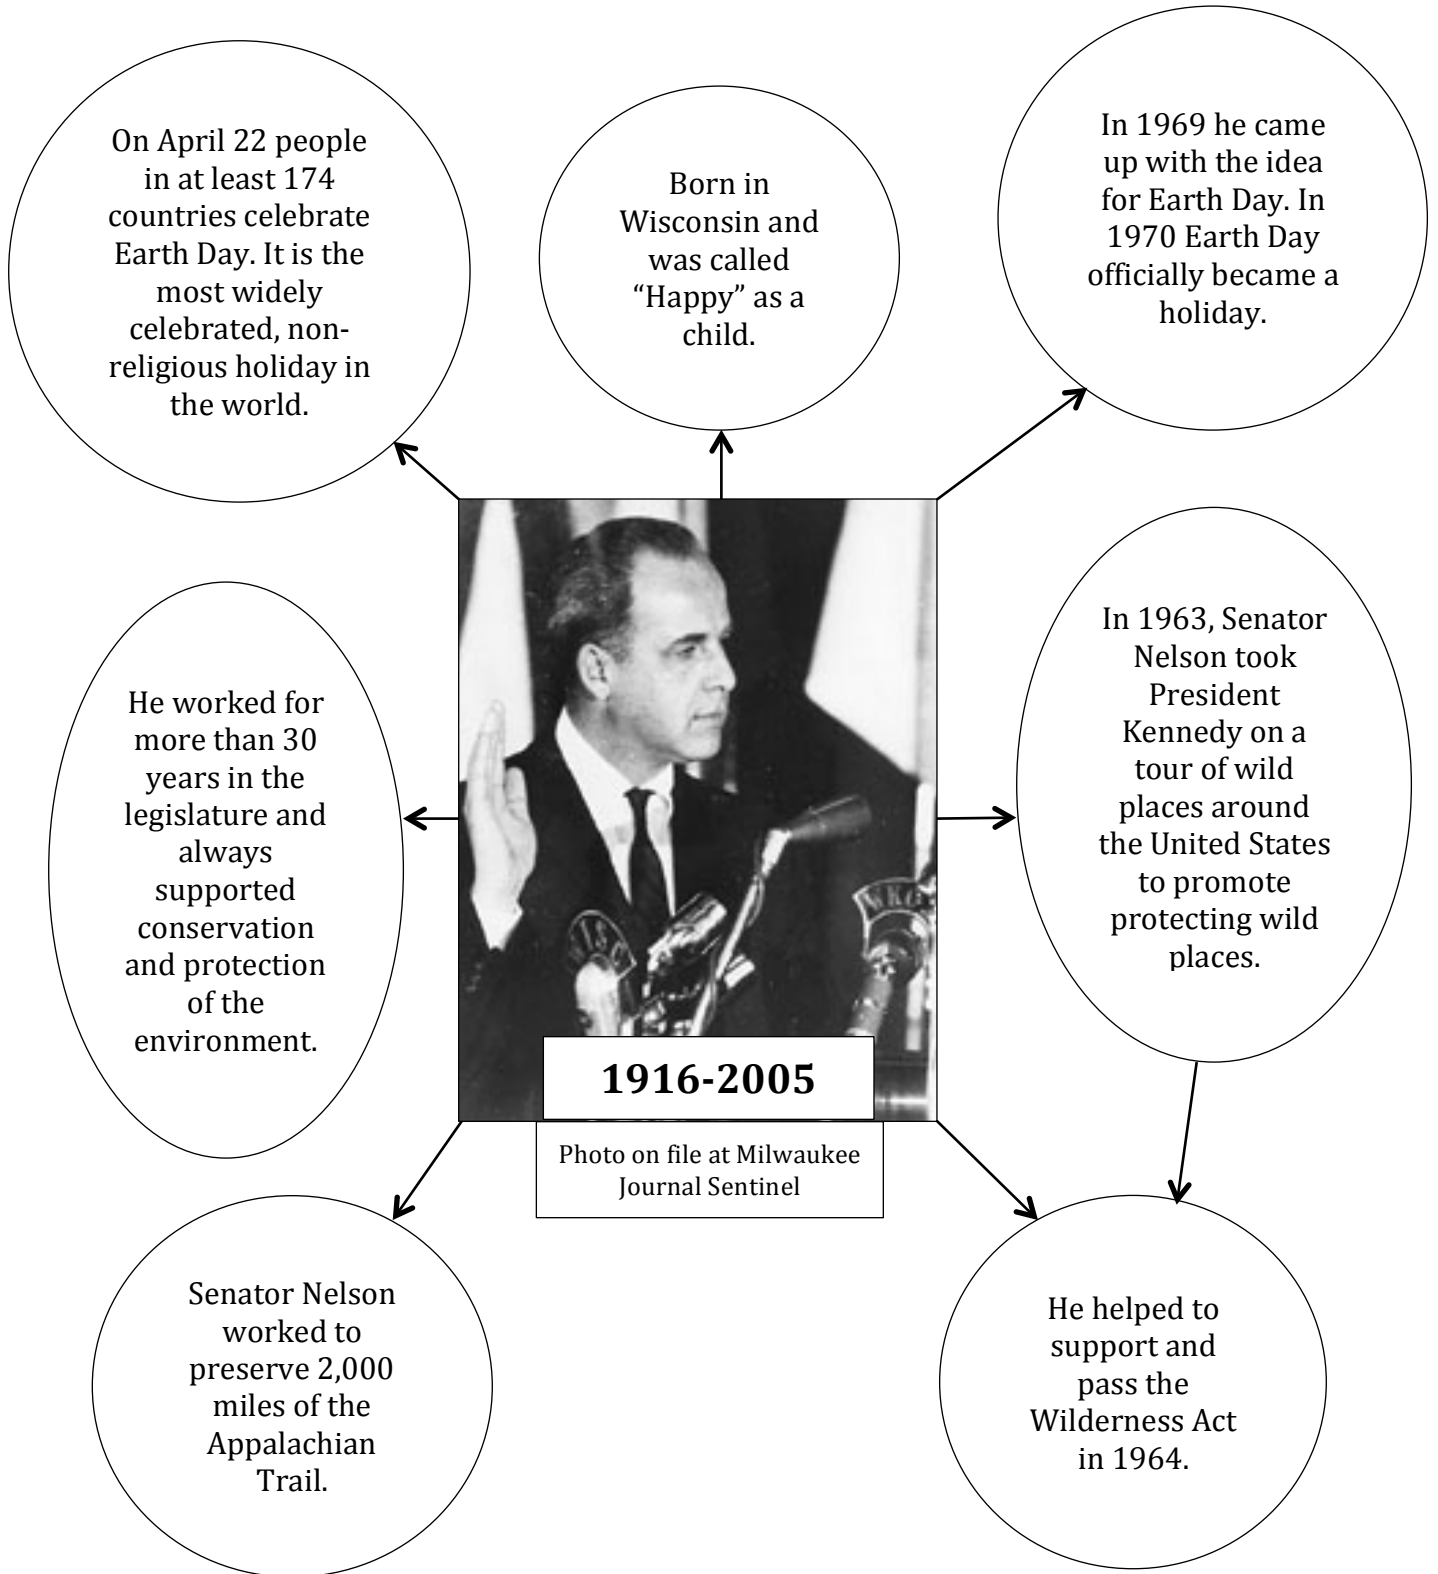 On April 22 people
in at least 174
countries celebrate
Earth Day. It is the
most widely
celebrated, non-
religious holiday in
the world.
Born in
Wisconsin and
was called
“Happy” as a
child.
In 1969 he came
up with the idea
for Earth Day. In
1970 Earth Day
officially became a
holiday.
He worked for
more than 30
years in the
legislature and
always
supported
conservation
and protection
of the
environment.
In 1963, Senator
Nelson took
President
Kennedy on a
tour of wild
places around
the United States
to promote
protecting wild
places.
WISC
1916-2005
Photo on file at Milwaukee
Journal Sentinel
Senator Nelson
worked to
preserve 2,000
miles of the
Appalachian
Trail.
He helped to
support and
pass the
Wilderness Act
in 1964.